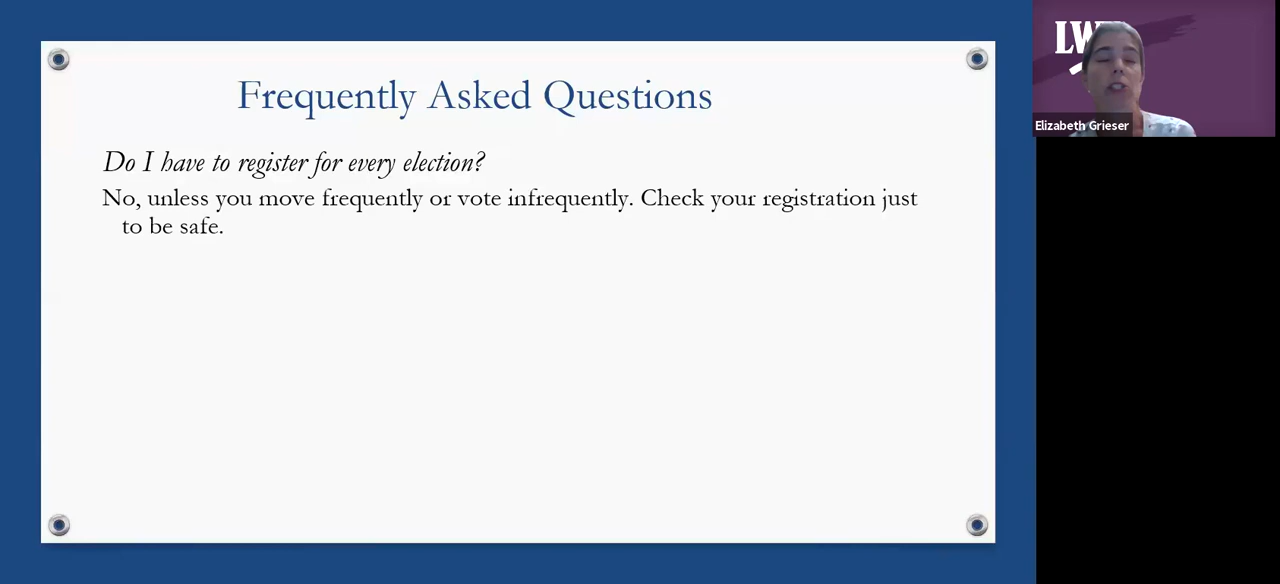 Frequently Asked Questions
Do I have to register for every election?
No, unless you move frequently or vote infrequently. Check your registration just
to be safe.
LW
Elizabeth Grieser